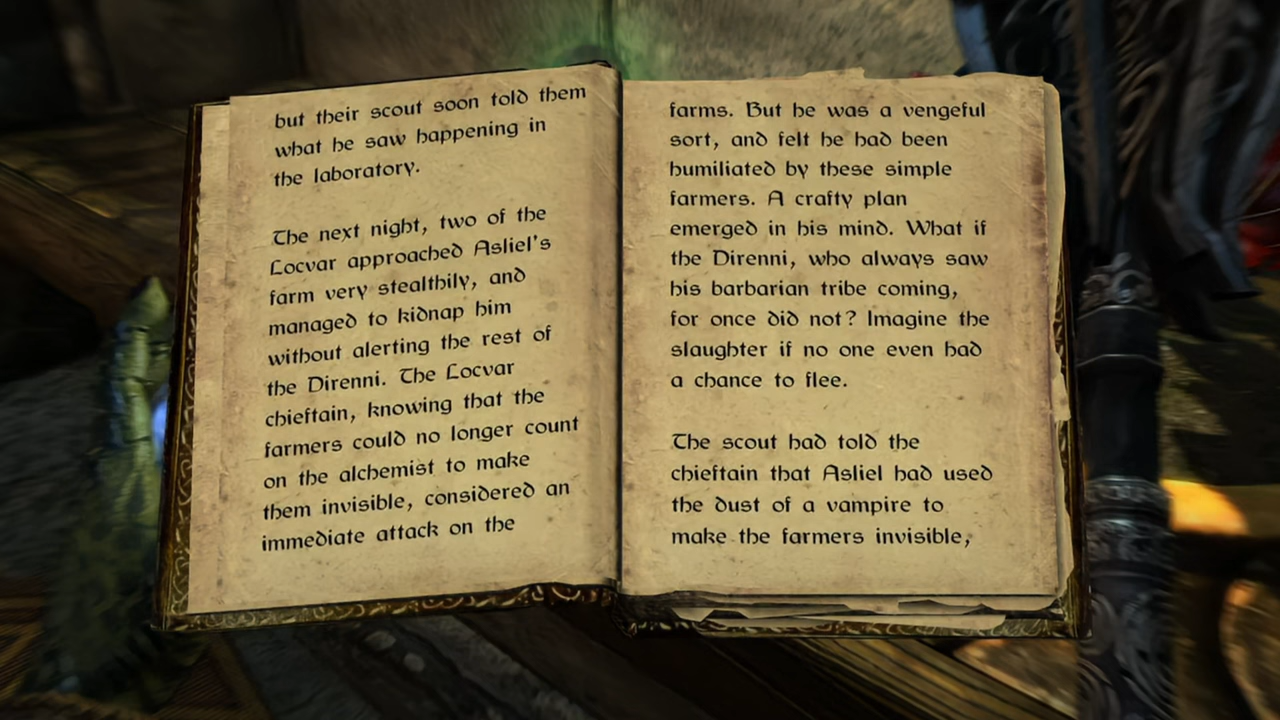 but their scout soon told them
what he saw happening in
the laboratory.
The next night, two of the
Locvar approached Asliel's
farm very stealthily, and
managed to kidnap him
without alerting the rest of
the Direnni. The Locvar
chieftain, knowing that the
farmers could no longer count
on the alchemist to make
them invisible, considered an
immediate attack on the
farms. But he was a vengeful
sort, and felt he had been
humiliated by these simple
farmers. A crafty plan
emerged in his mind. What if
the Direnni, who always saw
his barbarian tribe coming,
for once did not? Imagine the
slaughter if no one even had
a chance to flee.
The scout had told the
chieftain that Asliel had used
the dust of a vampire to
make the farmers invisible,